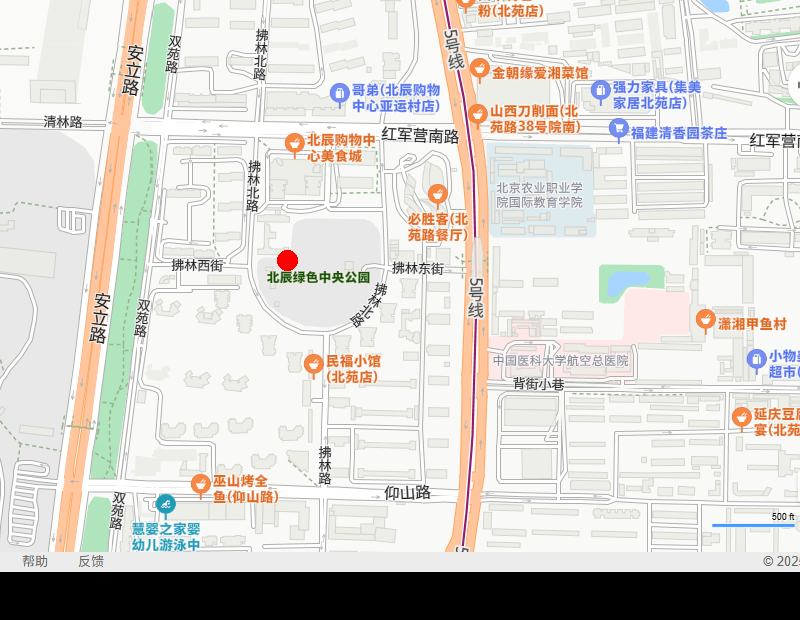 粉(北苑店)
5号线
安立路
双苑路
拂林北路
金朝缘爱湘菜馆
哥弟(北辰购物
中心亚运村店)
强力家具(集美
家居北苑店)
山西刀削面(北
苑路38号院南)
清林路
北辰购物中
心美食城
红军营南路
福建清香园茶庄
红军营南
拂林北路
北京农业职业学
院国际教育学院
必胜客(北
苑路餐厅)
拂林西街
北辰绿色中央公园
拂林东街
5号线
安立路
双苑路
拂林北路
潇湘甲鱼村
民福小馆
(北苑店)
中国医科大学航空总医院
小物
超市(
背街小巷
延庆豆腐
宴(北苑
拂林路
巫山烤全
鱼(仰山路)
仰山路
双苑路
慧婴之家婴
幼儿游泳中
500 ft
帮助
反馈
© 202